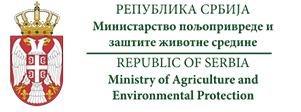 РЕПУБЛИКА СРБИЈА
Министарство пољопривреде и
заштите животне средине
REPUBLIC OF SERBIA
Ministry of Agriculture and
Environmental Protection